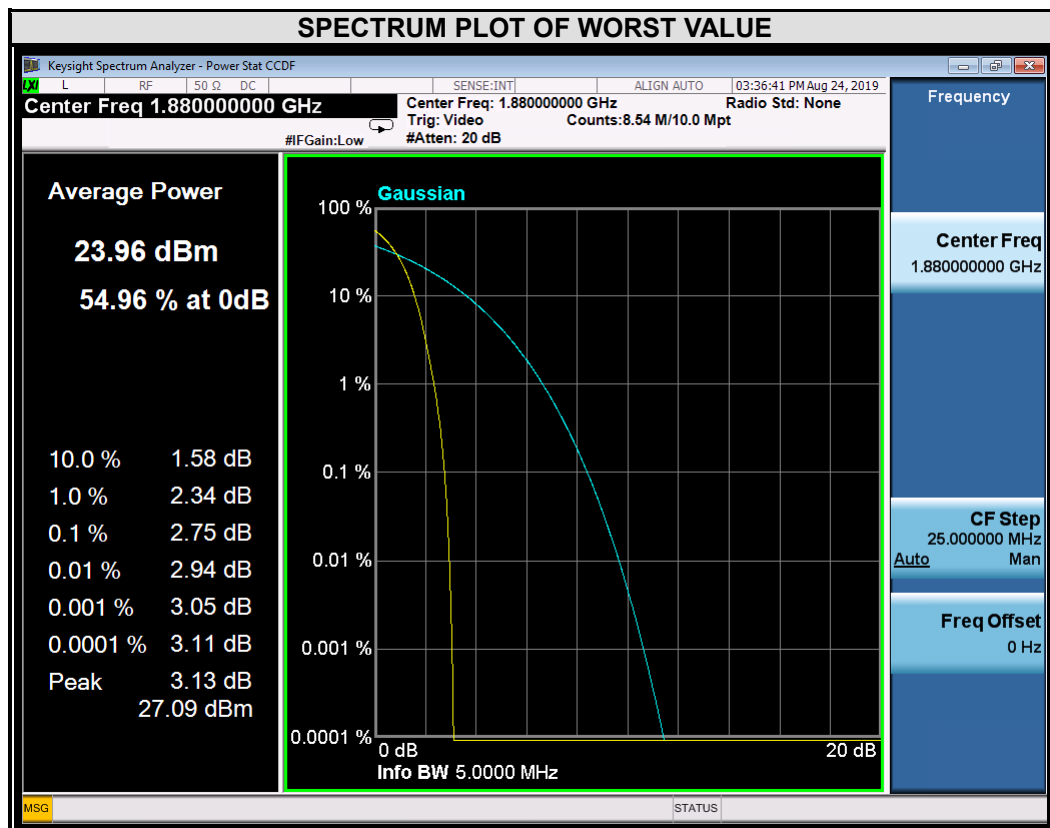 SPECTRUM PLOT OF WORST VALUE
Keysight Spectrum Analyzer - Power Stat CCDF
LXI L RF 50 Ω DC SENSE:INT ALIGN AUTO 03:36:41 PM Aug 24, 2019
Center Freq 1.880000000 GHz
#IFGain:Low
Center Freq: 1.880000000 GHz Radio Std: None
Trig: Video Counts:8.54 M/10.0 Mpt
#Atten: 20 dB
Average Power
23.96 dBm
54.96 % at 0dB
10.0 % 1.58 dB
1.0 % 2.34 dB
0.1 % 2.75 dB
0.01 % 2.94 dB
0.001 % 3.05 dB
0.0001 % 3.11 dB
Peak 3.13 dB
27.09 dBm
Gaussian
100 %
10 %
1 %
0.1 %
0.01 %
0.001 %
0.0001 %
0 dB 20 dB
Info BW 5.0000 MHz
Frequency
Center Freq
1.880000000 GHz
CF Step
25.000000 MHz
Auto Man
Freq Offset
0 Hz
MSG STATUS